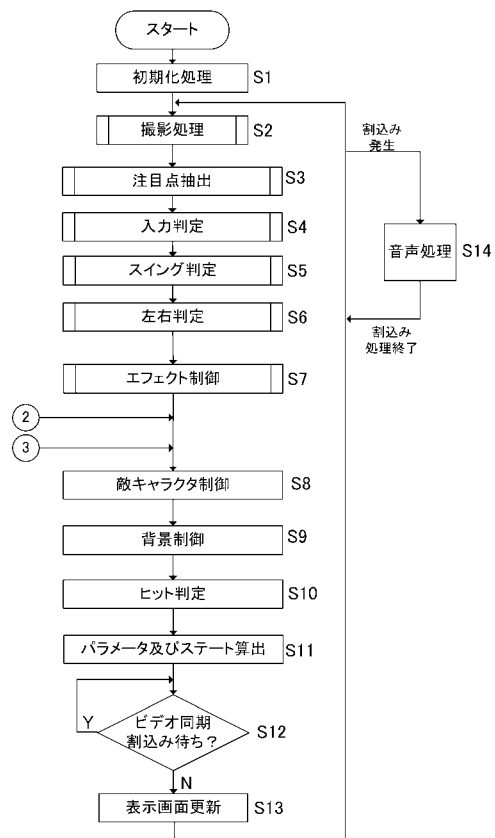 スタート
初期化処理 S1
撮影処理 S2
注目点抽出 S3
入力判定 S4
スイング判定 S5
左右判定 S6
エフェクト制御 S7
2
3
敵キャラクタ制御 S8
背景制御 S9
ヒット判定 S10
パラメータ及びステート算出 S11
ビデオ同期
割込み待ち？ S12
Y
N
表示画面更新 S13
割込み
発生
音声処理 S14
割込み
処理終了